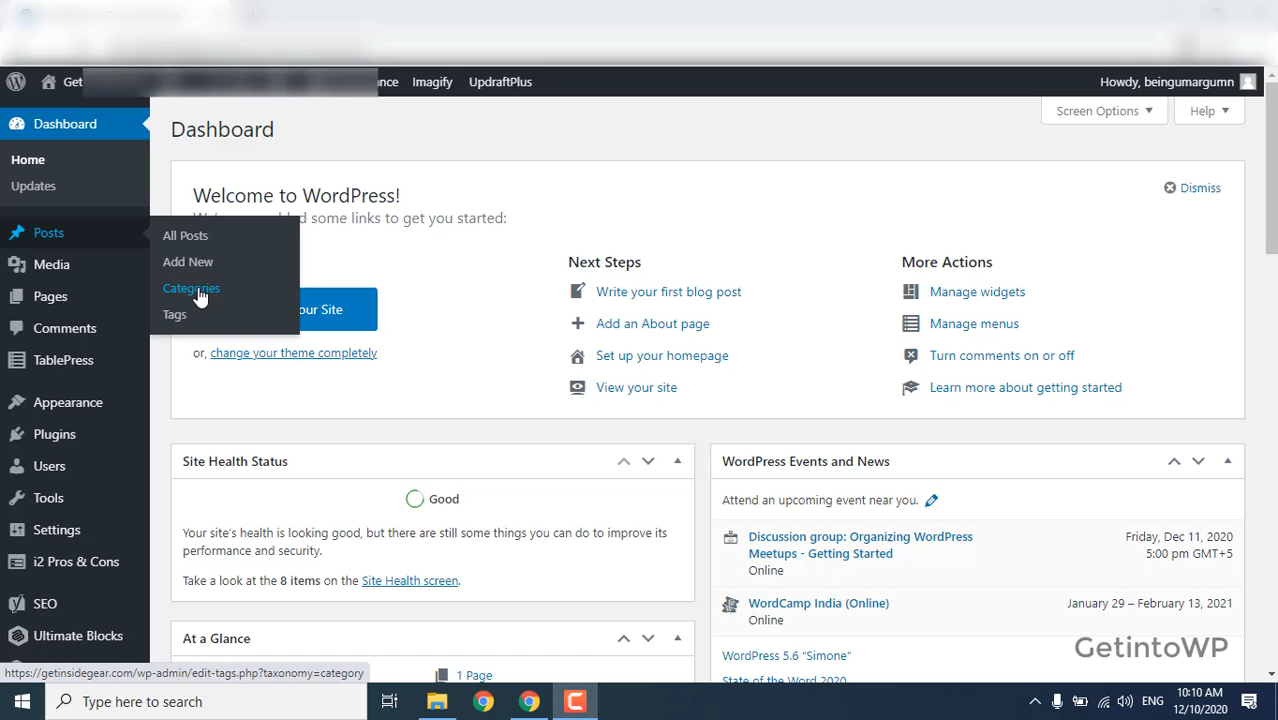 Get
nce
Imagify
UpdraftPlus
Howdy, beingumargumn
Screen Options
Help
Dashboard
Home
Updates
Posts
Media
Pages
Comments
TablePress
Appearance
Plugins
Users
Tools
Settings
i2 Pros & Cons
SEO
Ultimate Blocks
All Posts
Add New
Categories
Tags
Dashboard
Welcome to WordPress!
some links to get you started:
Dismiss
our Site
or, change your theme completely
Next Steps
Write your first blog post
Add an About page
Set up your homepage
View your site
More Actions
Manage widgets
Manage menus
Turn comments on or off
Learn more about getting started
Site Health Status
Good
Your site's health is looking good, but there are still some things you can do to improve its
performance and security.
Take a look at the 8 items on the Site Health screen.
At a Glance
1 Page
WordPress Events and News
Attend an upcoming event near you.
Discussion group: Organizing WordPress
Meetups - Getting Started
Online
Friday, Dec 11, 2020
5:00 pm GMT+5
WordCamp India (Online)
Online
January 29 – February 13, 2021
WordPress 5.6 “Simone”
State of the Word 2020
GetintoWP
https://getinsidegear.com/wp-admin/edit-tags.php?taxonomy=category
Type here to search
ENG
10:10 AM
12/10/2020